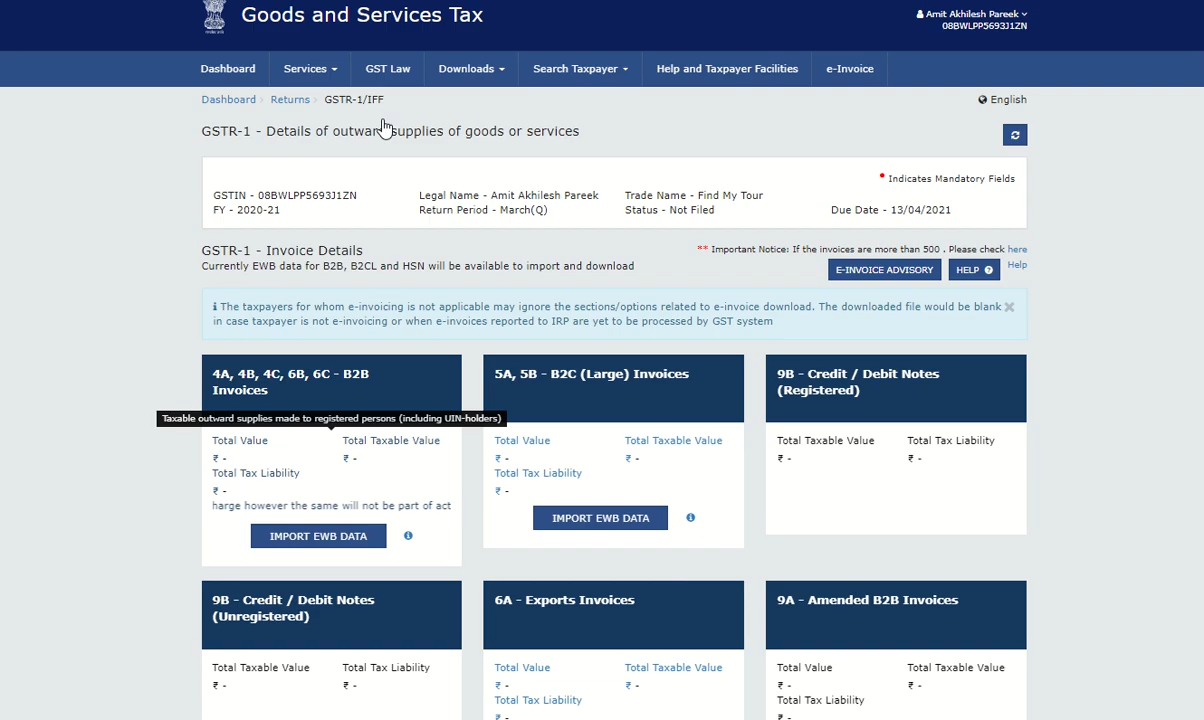 Goods and Services Tax
Amit Akhilesh Pareek
08BWLPP5693J1ZN
Dashboard Services GST Law Downloads Search Taxpayer Help and Taxpayer Facilities e-Invoice
Dashboard Returns GSTR-1/IFF English
GSTR-1 - Details of outward supplies of goods or services
• Indicates Mandatory Fields
GSTIN - 08BWLPP5693J1ZN Legal Name - Amit Akhilesh Pareek Trade Name - Find My Tour
FY - 2020-21 Return Period - March(Q) Status - Not Filed Due Date - 13/04/2021
GSTR-1 - Invoice Details ** Important Notice: If the invoices are more than 500 . Please check here
Currently EWB data for B2B, B2CL and HSN will be available to import and download E-INVOICE ADVISORY HELP ? Help
The taxpayers for whom e-invoicing is not applicable may ignore the sections/options related to e-invoice download. The downloaded file would be blank
in case taxpayer is not e-invoicing or when e-invoices reported to IRP are yet to be processed by GST system
4A, 4B, 4C, 6B, 6C - B2B
Invoices
Taxable outward supplies made to registered persons (including UIN-holders)
Total Value Total Taxable Value
₹ - ₹ -
Total Tax Liability
₹ -
harge however the same will not be part of act
IMPORT EWB DATA
5A, 5B - B2C (Large) Invoices
Total Value Total Taxable Value
₹ - ₹ -
Total Tax Liability
₹ -
IMPORT EWB DATA
9B - Credit / Debit Notes
(Registered)
Total Taxable Value Total Tax Liability
₹ - ₹ -
9B - Credit / Debit Notes
(Unregistered)
Total Taxable Value Total Tax Liability
₹ - ₹ -
6A - Exports Invoices
Total Value Total Taxable Value
₹ - ₹ -
Total Tax Liability
₹ -
9A - Amended B2B Invoices
Total Value Total Taxable Value
₹ - ₹ -
Total Tax Liability
₹ -